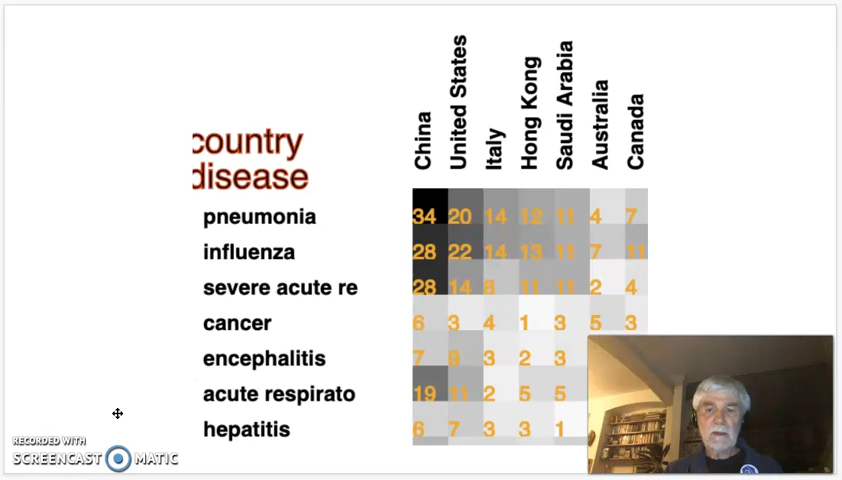 China United States Italy Hong Kong Saudi Arabia Australia Canada
country
disease
pneumonia 34 20 14 12 11 4 7
influenza 28 22 14 13 11 7 11
severe acute re 28 14 8 11 11 2 4
cancer 6 3 4 1 3 5 3
encephalitis 7 9 3 2 3
acute respirato 19 11 2 5 5
hepatitis 6 7 3 3 1
RECORDED WITH
SCREENCAST MATIC